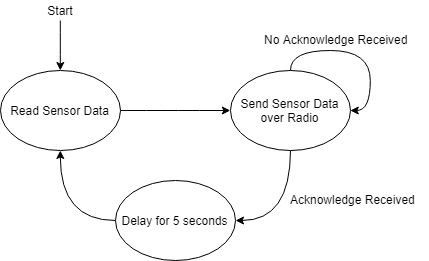 Start
No Acknowledge Received
Read Sensor Data
Send Sensor Data
over Radio
Acknowledge Received
Delay for 5 seconds